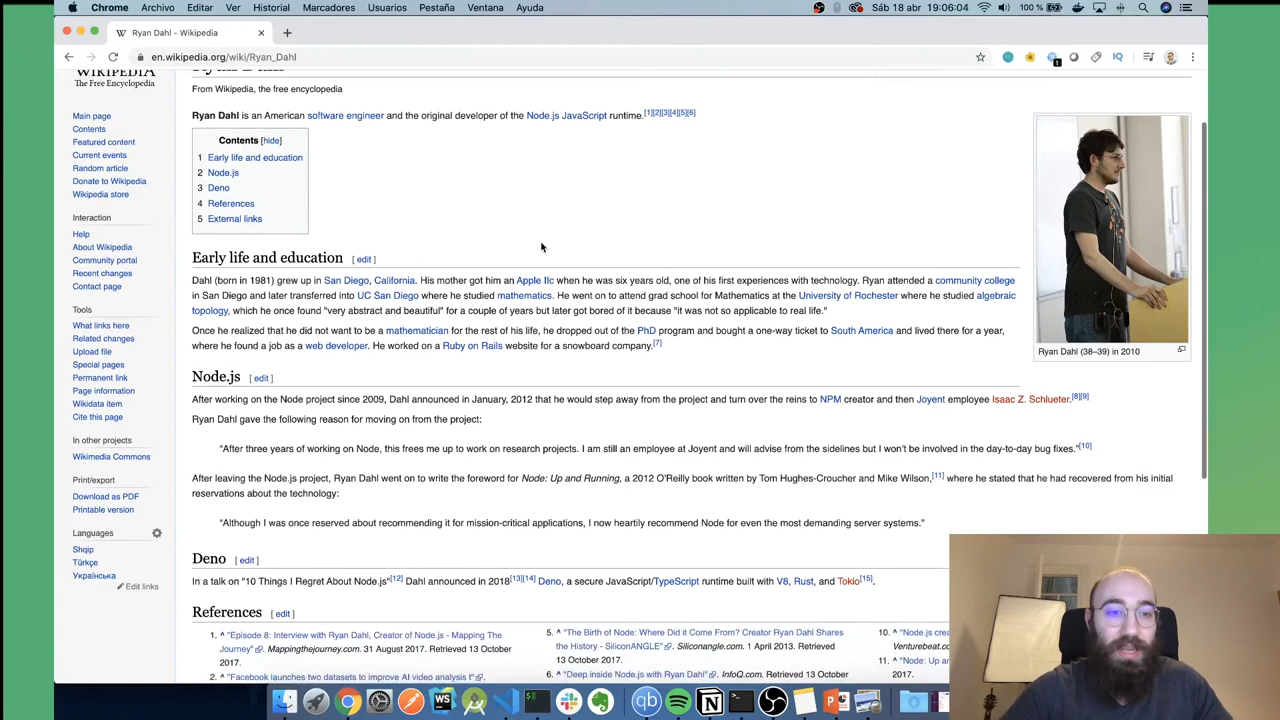 Chrome Archivo Editar Ver Historial Marcadores Usuarios Pestaña Ventana Ayuda
100 % Sáb 18 abr 19:06:04
Ryan Dahl - Wikipedia
en.wikipedia.org/wiki/Ryan_Dahl
WIKIPEDIA
The Free Encyclopedia
Main page
Contents
Featured content
Current events
Random article
Donate to Wikipedia
Wikipedia store
Interaction
Help
About Wikipedia
Community portal
Recent changes
Contact page
Tools
What links here
Related changes
Upload file
Special pages
Permanent link
Page information
Wikidata item
Cite this page
In other projects
Wikimedia Commons
Print/export
Download as PDF
Printable version
Languages
Shqip
Türkçe
Українська
Edit links
From Wikipedia, the free encyclopedia
Ryan Dahl is an American software engineer and the original developer of the Node.js JavaScript runtime.[1][2][3][4][5][6]
Contents [hide]
1 Early life and education
2 Node.js
3 Deno
4 References
5 External links
Ryan Dahl (38–39) in 2010
Early life and education [ edit ]
Dahl (born in 1981) grew up in San Diego, California. His mother got him an Apple IIc when he was six years old, one of his first experiences with technology. Ryan attended a community college
in San Diego and later transferred into UC San Diego where he studied mathematics. He went on to attend grad school for Mathematics at the University of Rochester where he studied algebraic
topology, which he once found "very abstract and beautiful" for a couple of years but later got bored of it because "it was not so applicable to real life."
Once he realized that he did not want to be a mathematician for the rest of his life, he dropped out of the PhD program and bought a one-way ticket to South America and lived there for a year,
where he found a job as a web developer. He worked on a Ruby on Rails website for a snowboard company.[7]
Node.js [ edit ]
After working on the Node project since 2009, Dahl announced in January, 2012 that he would step away from the project and turn over the reins to NPM creator and then Joyent employee Isaac Z. Schlueter.[8][9]
Ryan Dahl gave the following reason for moving on from the project:
"After three years of working on Node, this frees me up to work on research projects. I am still an employee at Joyent and will advise from the sidelines but I won't be involved in the day-to-day bug fixes."[10]
After leaving the Node.js project, Ryan Dahl went on to write the foreword for Node: Up and Running, a 2012 O'Reilly book written by Tom Hughes-Croucher and Mike Wilson,[11] where he stated that he had recovered from his initial
reservations about the technology:
"Although I was once reserved about recommending it for mission-critical applications, I now heartily recommend Node for even the most demanding server systems."
Deno [ edit ]
In a talk on "10 Things I Regret About Node.js"[12] Dahl announced in 2018[13][14] Deno, a secure JavaScript/TypeScript runtime built with V8, Rust, and Tokio[15].
References [ edit ]
1. ^ "Episode 8: Interview with Ryan Dahl, Creator of Node.js - Mapping The
Journey". Mappingthejourney.com. 31 August 2017. Retrieved 13 October
2017.
2. ^ "Facebook launches two datasets to improve AI video analysis †".
5. ^ "The Birth of Node: Where Did it Come From? Creator Ryan Dahl Shares
the History - SiliconANGLE". Siliconangle.com. 1 April 2013. Retrieved
13 October 2017.
6. ^ "Deep inside Node.js with Ryan Dahl". InfoQ.com. Retrieved 13 October
10. ^ "Node.js
Venturebeat.
11. ^ "Node: Up